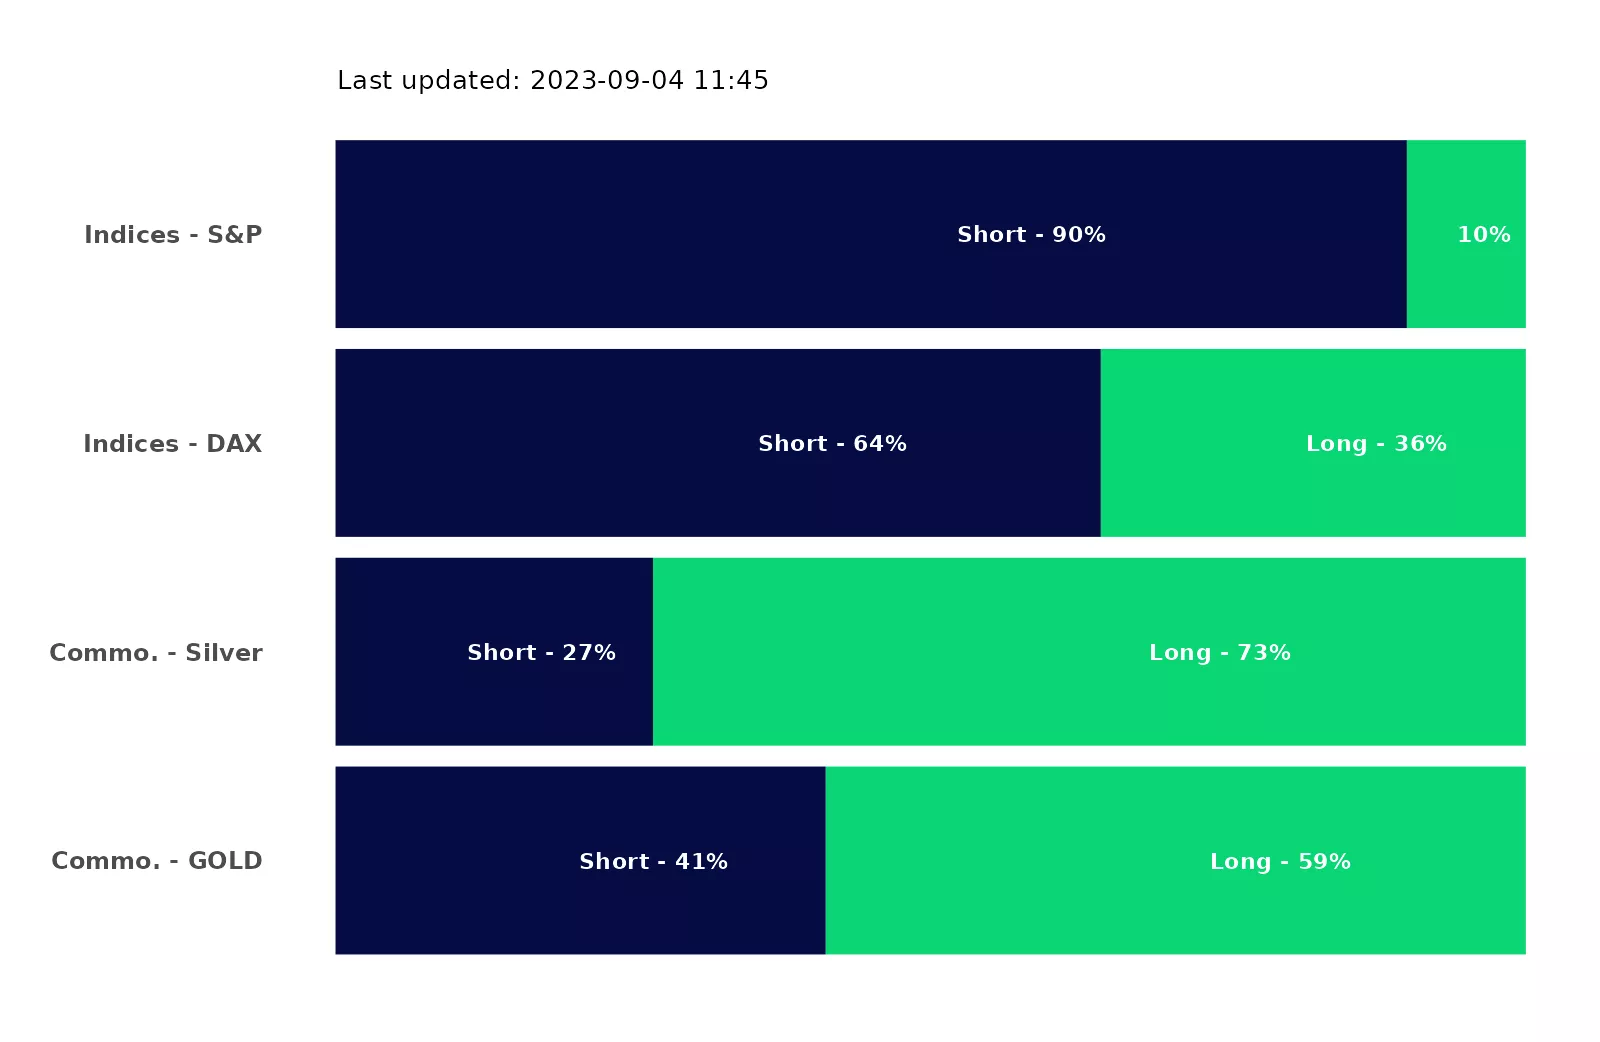 Last updated: 2023-09-04 11:45
Indices - S&P Short - 90% 10%
Indices - DAX Short - 64% Long - 36%
Commo. - Silver Short - 27% Long - 73%
Commo. - GOLD Short - 41% Long - 59%